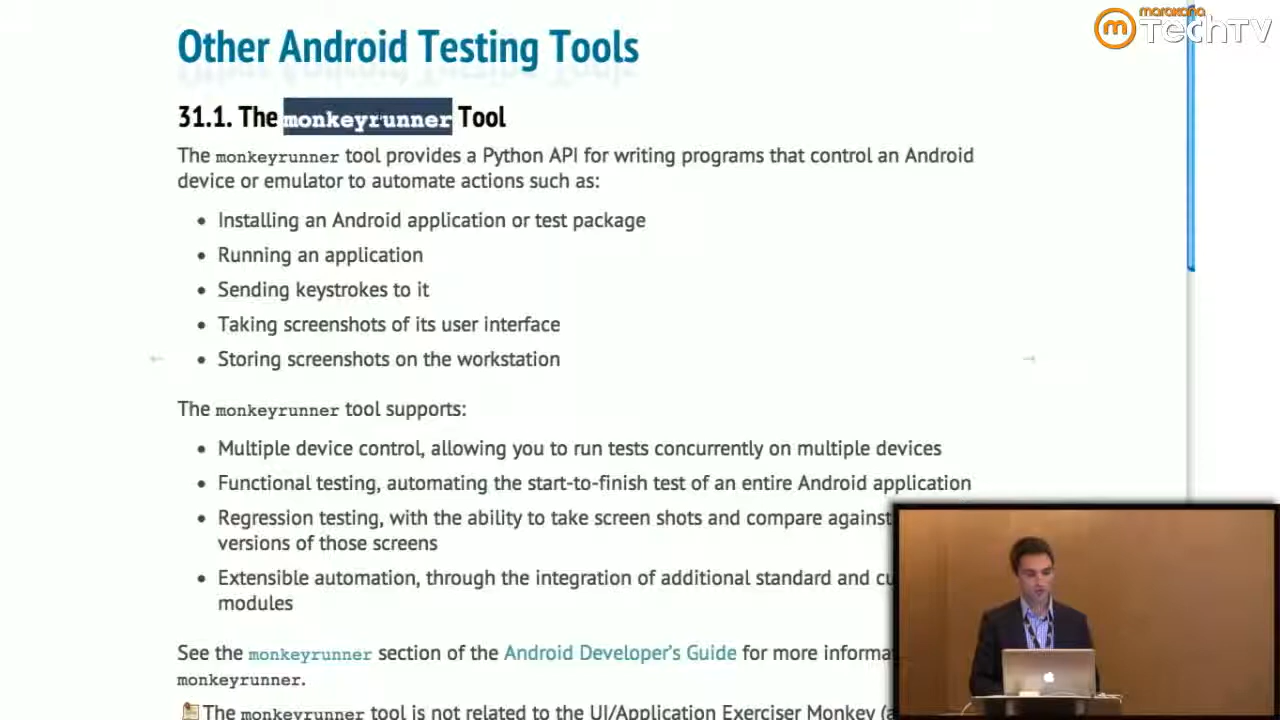 marakana
TechTV
Other Android Testing Tools
31.1. The monkeyrunner Tool
The monkeyrunner tool provides a Python API for writing programs that control an Android
device or emulator to automate actions such as:
• Installing an Android application or test package
• Running an application
• Sending keystrokes to it
• Taking screenshots of its user interface
• Storing screenshots on the workstation
The monkeyrunner tool supports:
• Multiple device control, allowing you to run tests concurrently on multiple devices
• Functional testing, automating the start-to-finish test of an entire Android application
• Regression testing, with the ability to take screen shots and compare against
versions of those screens
• Extensible automation, through the integration of additional standard and cu
modules
See the monkeyrunner section of the Android Developer's Guide for more informa
monkeyrunner.
The monkeyrunner tool is not related to the UI/Application Exerciser Monkey (a